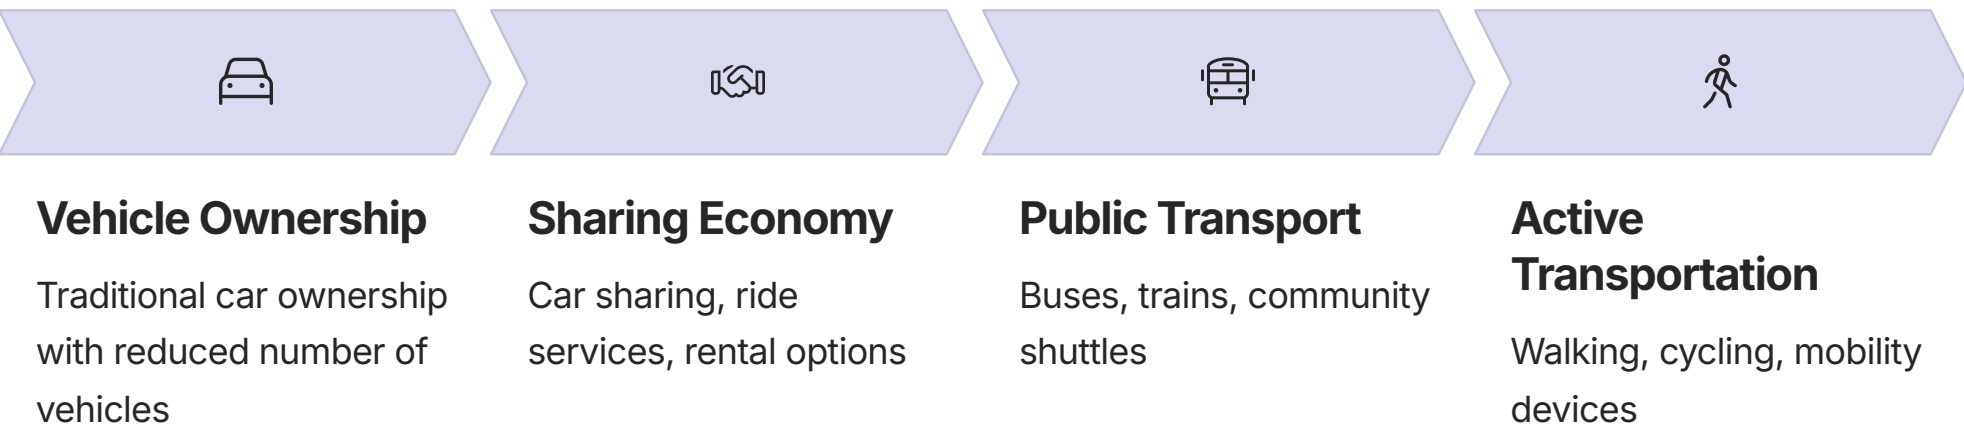 Vehicle Ownership
Traditional car ownership
with reduced number of
vehicles
Sharing Economy
Car sharing, ride
services, rental options
Public Transport
Buses, trains, community
shuttles
Active
Transportation
Walking, cycling, mobility
devices